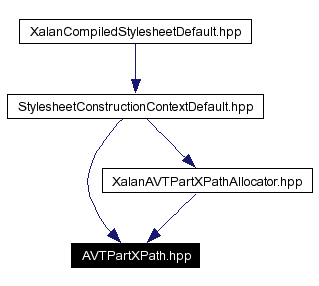 XalanCompiledStylesheetDefault.hpp
StylesheetConstructionContextDefault.hpp
XalanAVTPartXPathAllocator.hpp
AVTPartXPath.hpp